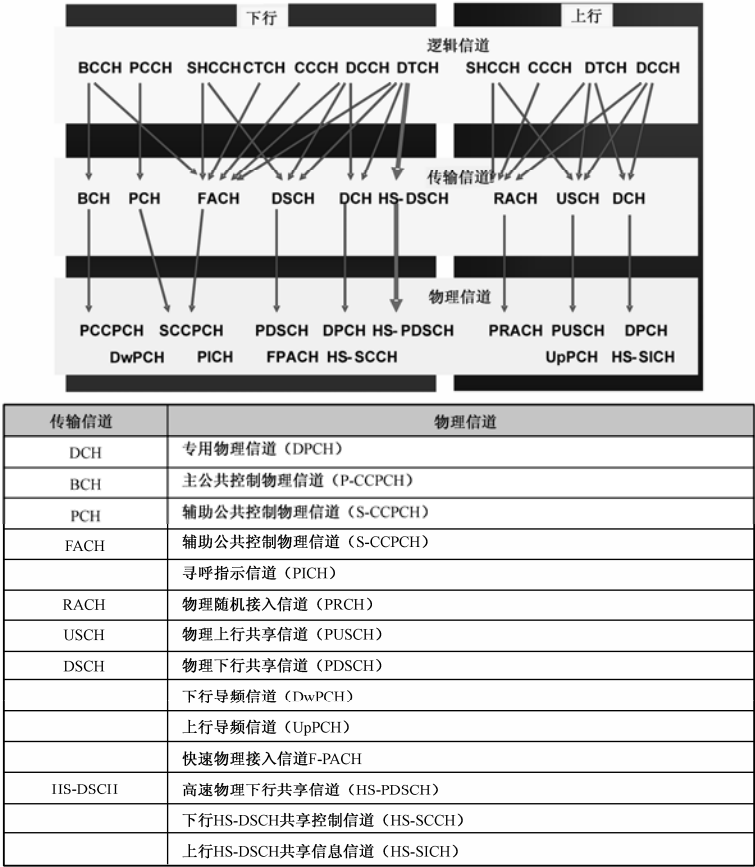 下行 上行
逻辑信道
BCCH PCCH SHCCH CTCH CCCH DCCH DTCH SHCCH CCCH DTCH DCCH
传输信道
BCH PCH FACH DSCH DCH HS-DSCH RACH USCH DCH
物理信道
PCCPCH SCCPCH PDSCH DPCH HS-PDSCH PRACH PUSCH DPCH
DwPCH PICH FPACH HS-SCCH UpPCH HS-SICH
传输信道 物理信道
DCH 专用物理信道（DPCH）
BCH 主公共控制物理信道（P-CCPCH）
PCH 辅助公共控制物理信道（S-CCPCH）
FACH 辅助公共控制物理信道（S-CCPCH）
寻呼指示信道（PICH）
RACH 物理随机接入信道（PRCH）
USCH 物理上行共享信道（PUSCH）
DSCH 物理下行共享信道（PDSCH）
下行导频信道（DwPCH）
上行导频信道（UpPCH）
快速物理接入信道F-PACH
HS-DSCH 高速物理下行共享信道（HS-PDSCH）
下行HS-DSCH共享控制信道（HS-SCCH）
上行HS-DSCH共享信息信道（HS-SICH）